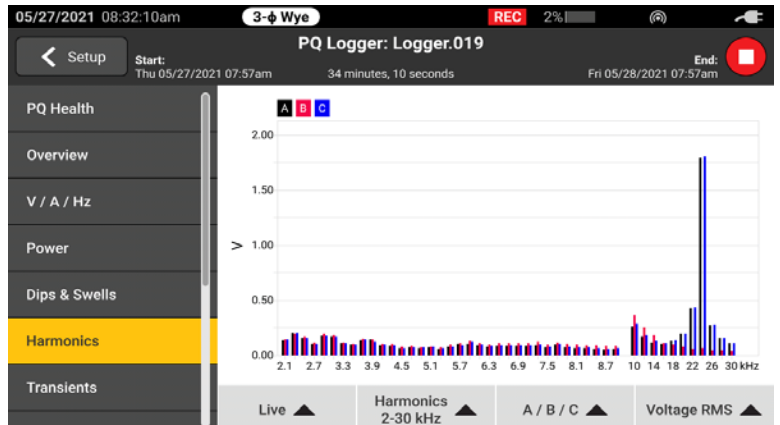 05/27/2021 08:32:10am 3-ϕ Wye REC 2%
PQ Logger: Logger.019
Setup
Start:
Thu 05/27/2021 07:57am
34 minutes, 10 seconds
End:
Fri 05/28/2021 07:57am
PQ Health
Overview
V / A / Hz
Power
Dips & Swells
Harmonics
Transients
A B C
2.00
1.50
1.00
0.50
0.00
V
2.1 2.7 3.3 3.9 4.5 5.1 5.7 6.3 6.9 7.5 8.1 8.7 10 14 18 22 26 30 kHz
Live
Harmonics
2-30 kHz
A / B / C
Voltage RMS